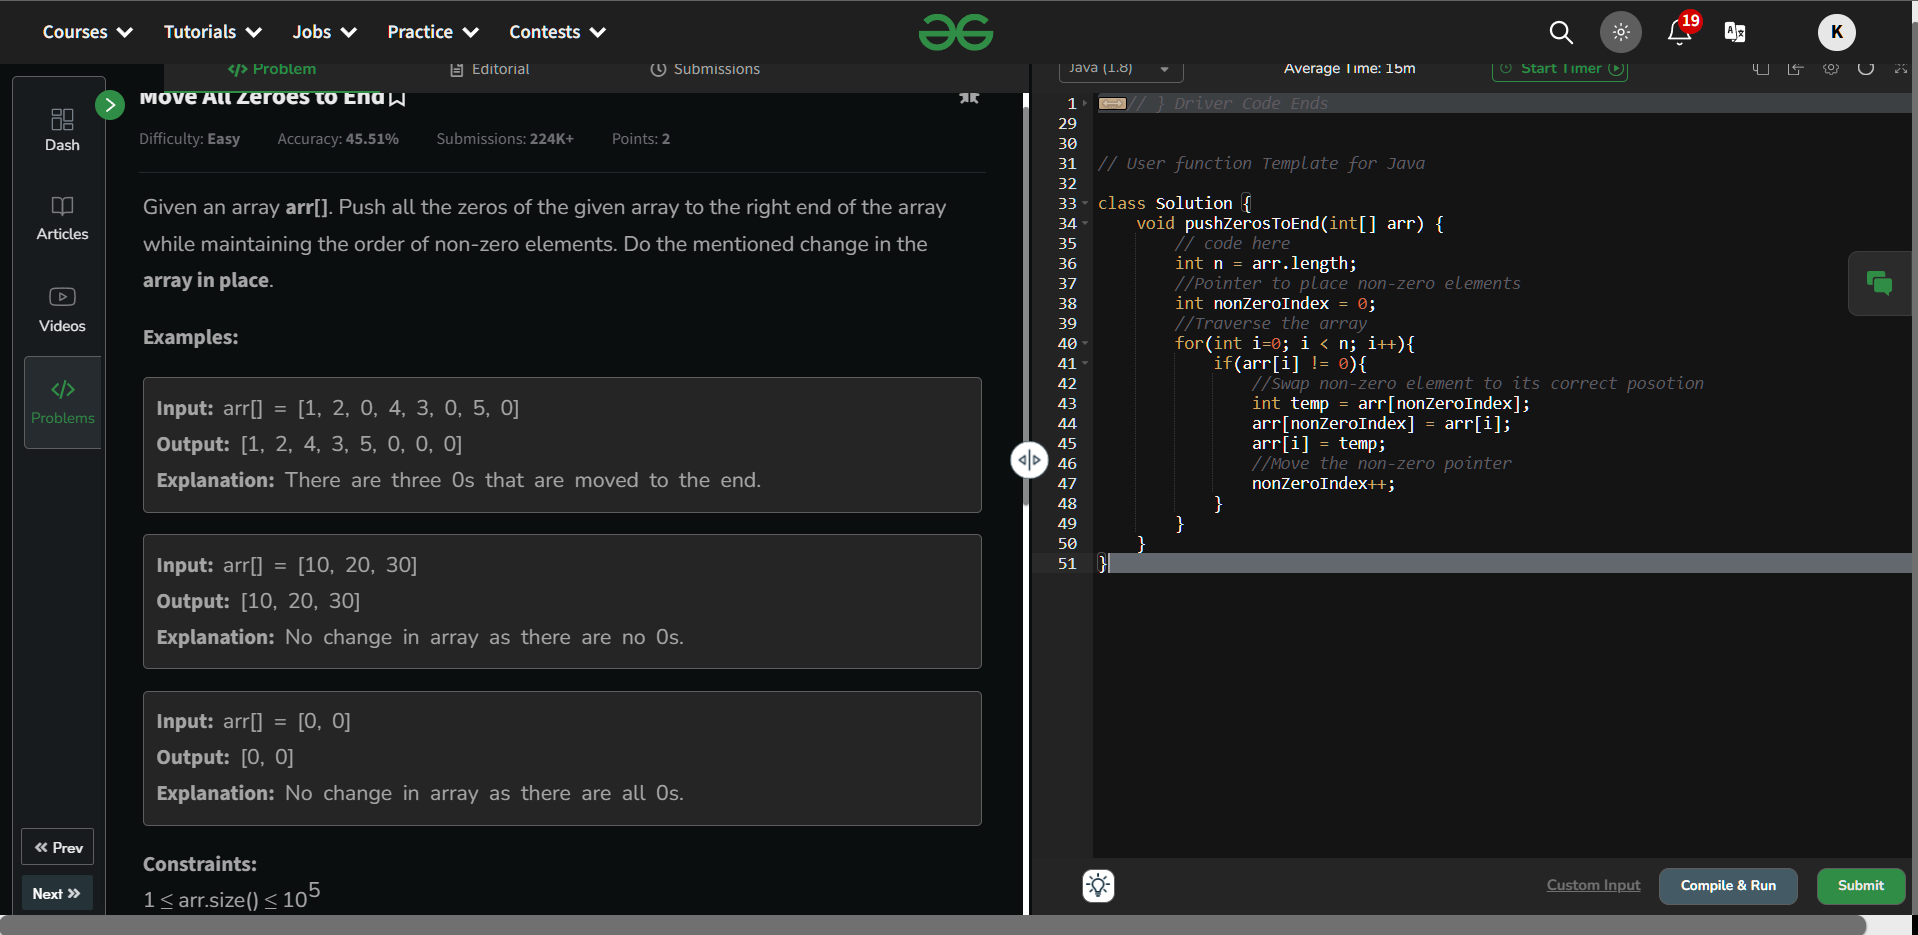 Courses Tutorials Jobs Practice Contests 19 K
Problem Editorial Submissions
Java (1.8) Average Time: 15m Start Timer
Dash
Articles
Videos
Problems
Prev
Next
Move All Zeroes to End
Difficulty: Easy Accuracy: 45.51% Submissions: 224K+ Points: 2
Given an array arr[]. Push all the zeros of the given array to the right end of the array
while maintaining the order of non-zero elements. Do the mentioned change in the
array in place.
Examples:
Input: arr[] = [1, 2, 0, 4, 3, 0, 5, 0]
Output: [1, 2, 4, 3, 5, 0, 0, 0]
Explanation: There are three 0s that are moved to the end.
Input: arr[] = [10, 20, 30]
Output: [10, 20, 30]
Explanation: No change in array as there are no 0s.
Input: arr[] = [0, 0]
Output: [0, 0]
Explanation: No change in array as there are all 0s.
Constraints:
1 ≤ arr.size() ≤ 10^5
1 // } Driver Code Ends
29
30
31 // User function Template for Java
32
33 class Solution {
34 void pushZerosToEnd(int[] arr) {
35 // code here
36 int n = arr.length;
37 //Pointer to place non-zero elements
38 int nonZeroIndex = 0;
39 //Traverse the array
40 for(int i=0; i < n; i++){
41 if(arr[i] != 0){
42 //Swap non-zero element to its correct posotion
43 int temp = arr[nonZeroIndex];
44 arr[nonZeroIndex] = arr[i];
45 arr[i] = temp;
46 //Move the non-zero pointer
47 nonZeroIndex++;
48 }
49 }
50 }
51 }
Custom Input Compile & Run Submit